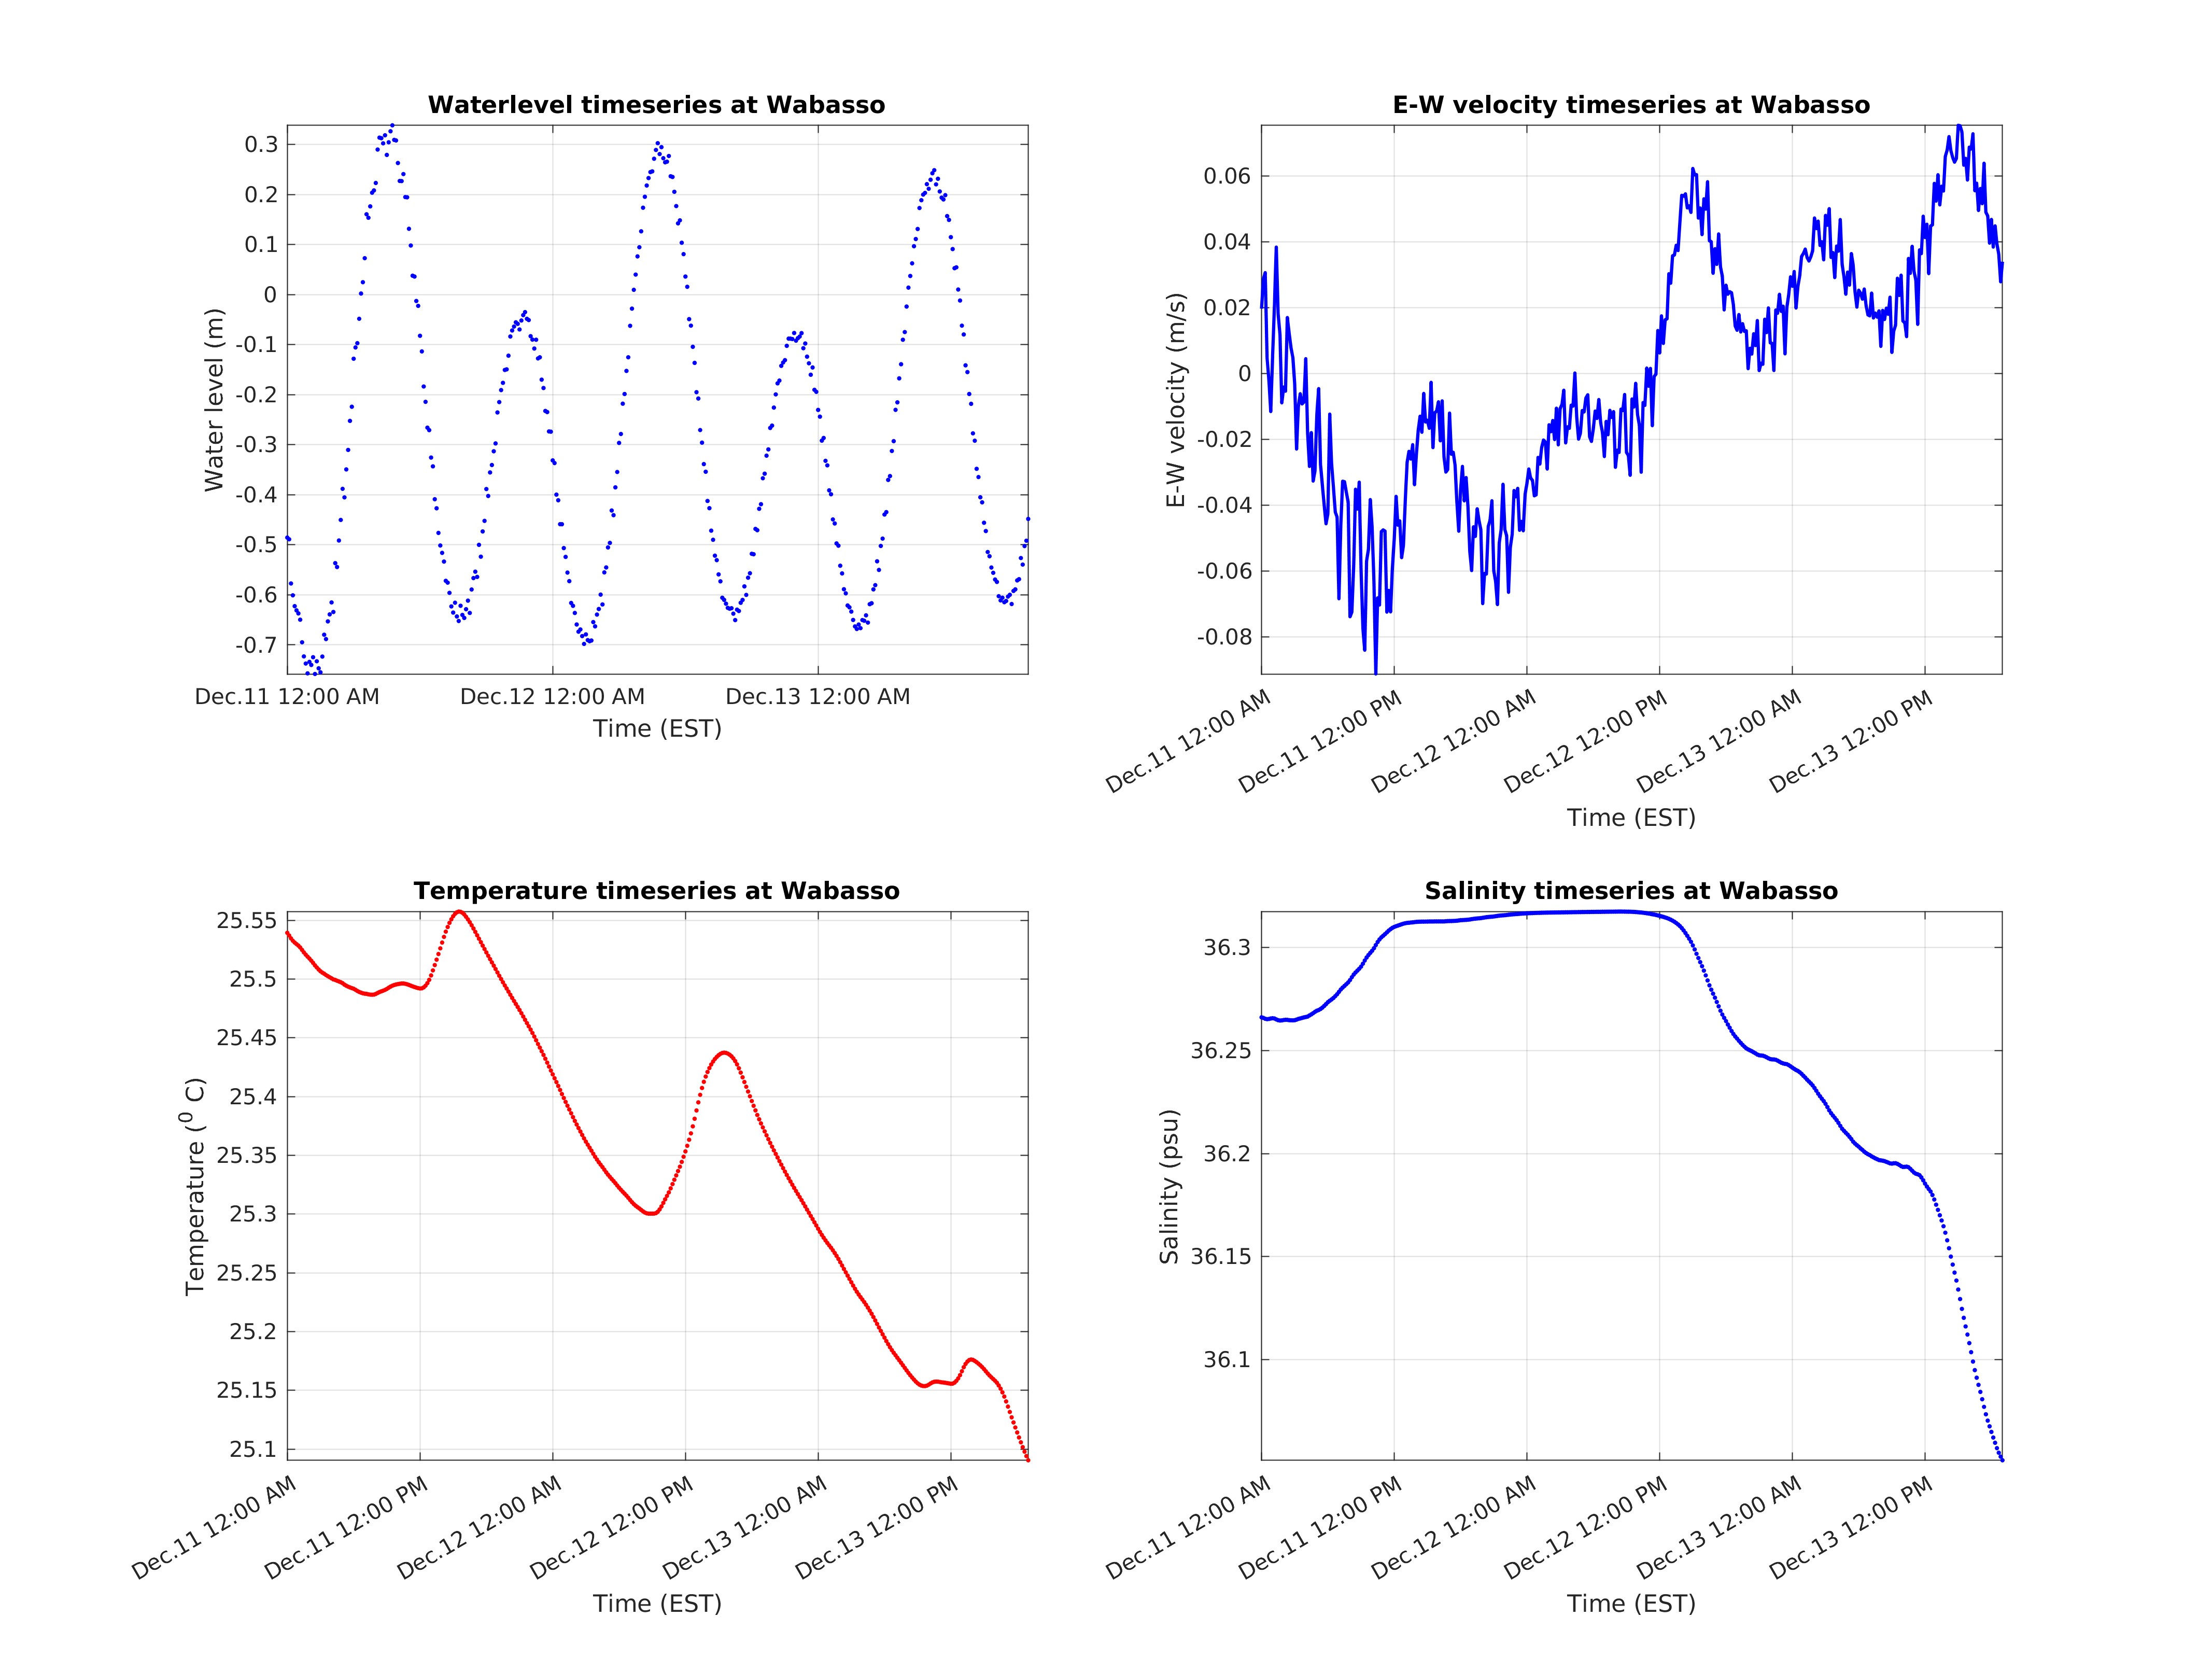 Waterlevel timeseries at Wabasso
0.3
0.2
0.1
0
-0.1
-0.2
-0.3
-0.4
-0.5
-0.6
-0.7
Water level (m)
Dec.11 12:00 AM
Dec.12 12:00 AM
Dec.13 12:00 AM
Time (EST)
E-W velocity timeseries at Wabasso
0.06
0.04
0.02
0
-0.02
-0.04
-0.06
-0.08
E-W velocity (m/s)
Dec.11 12:00 AM
Dec.11 12:00 PM
Dec.12 12:00 AM
Dec.12 12:00 PM
Dec.13 12:00 AM
Dec.13 12:00 PM
Time (EST)
Temperature timeseries at Wabasso
25.55
25.5
25.45
25.4
25.35
25.3
25.25
25.2
25.15
25.1
Temperature (⁰ C)
Dec.11 12:00 AM
Dec.11 12:00 PM
Dec.12 12:00 AM
Dec.12 12:00 PM
Dec.13 12:00 AM
Dec.13 12:00 PM
Time (EST)
Salinity timeseries at Wabasso
36.3
36.25
36.2
36.15
36.1
Salinity (psu)
Dec.11 12:00 AM
Dec.11 12:00 PM
Dec.12 12:00 AM
Dec.12 12:00 PM
Dec.13 12:00 AM
Dec.13 12:00 PM
Time (EST)